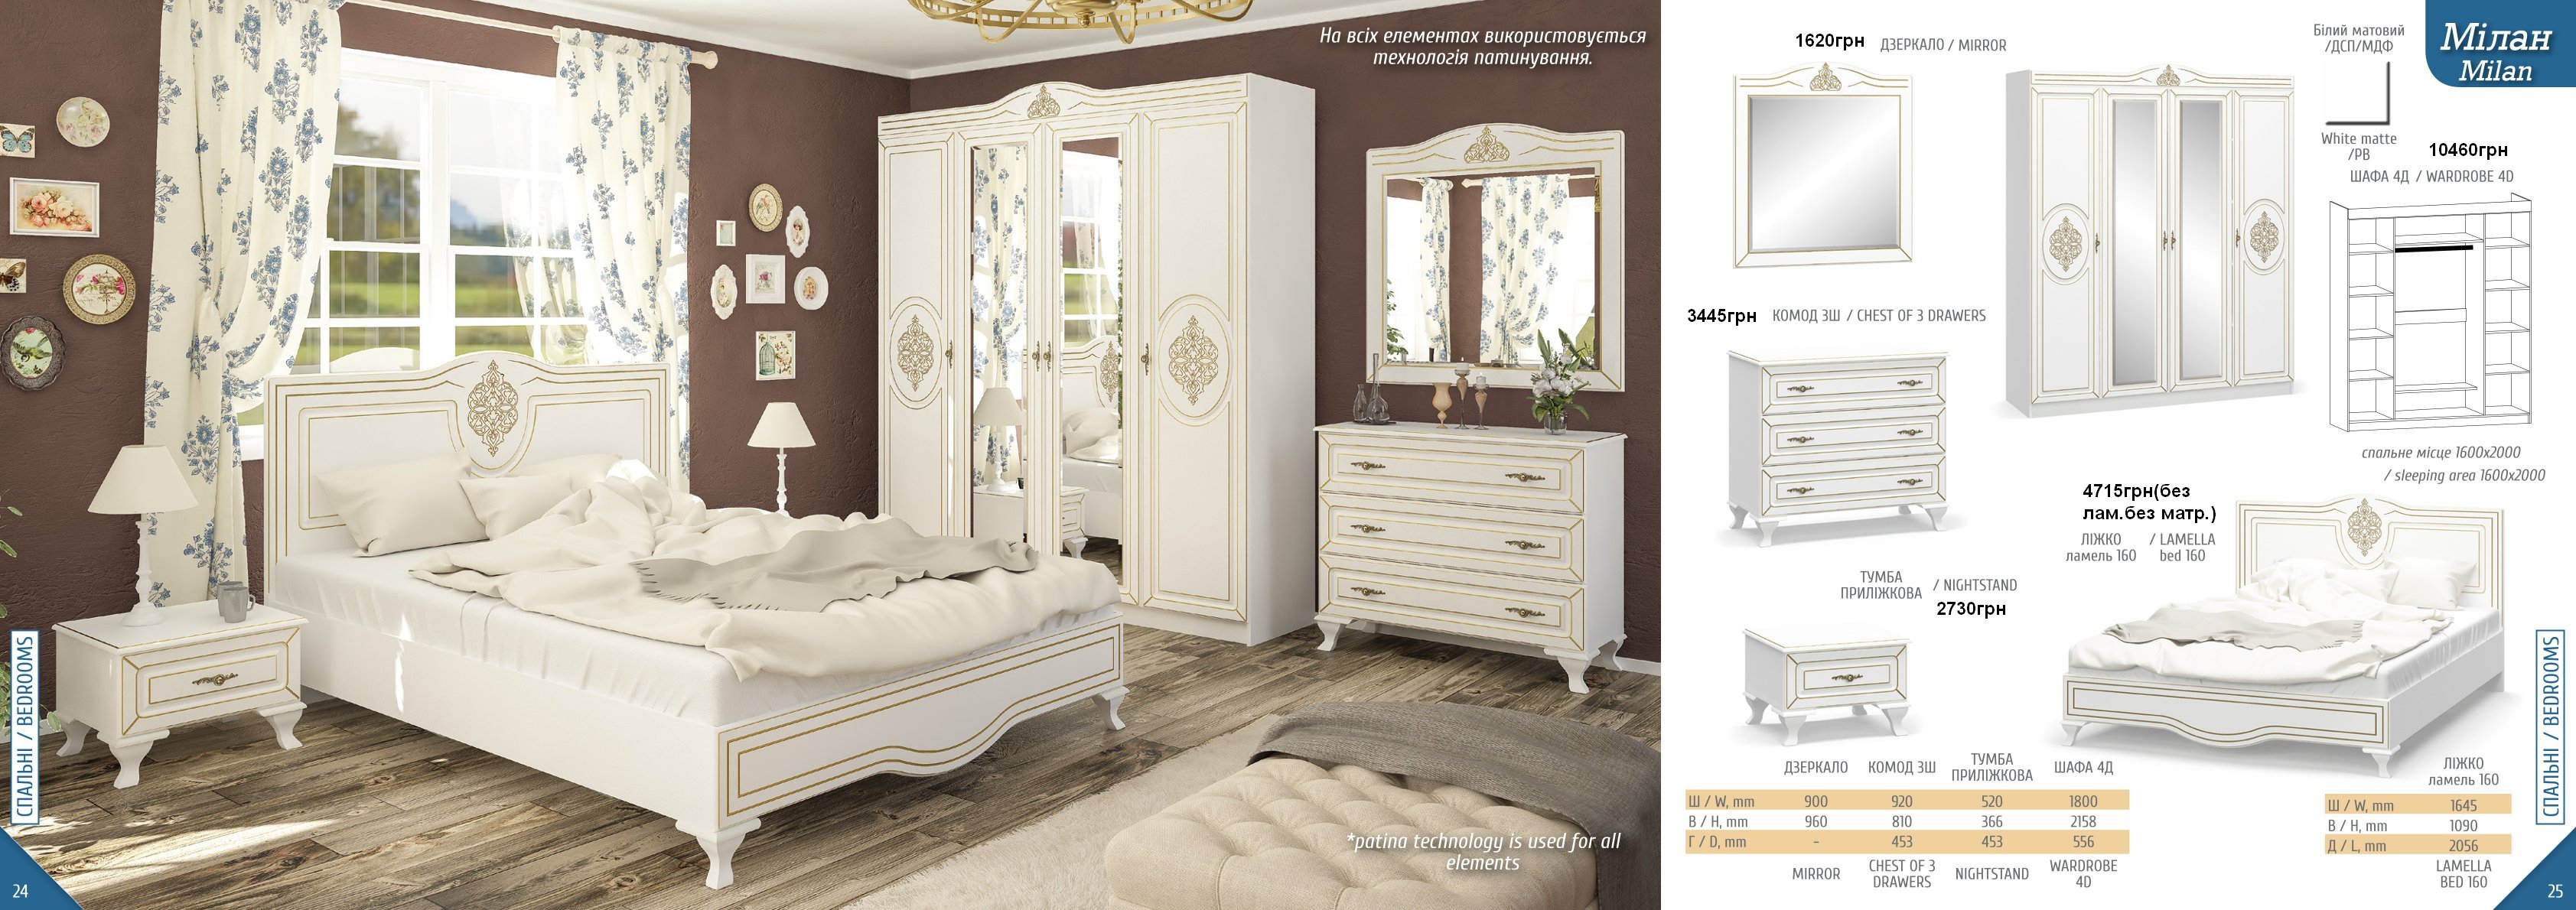 На всіх елементах використовується
технологія патинування.
*patina technology is used for all
elements
СПАЛЬНІ / BEDROOMS
24
Мілан
Milan
Білий матовий
/ДСП/МДФ
White matte
/PB
1620грн ДЗЕРКАЛО / MIRROR
10460грн
ШАФА 4Д / WARDROBE 4D
3445грн КОМОД 3Ш / CHEST OF 3 DRAWERS
спальне місце 1600х2000
/ sleeping area 1600x2000
4715грн(без
лам.без матр.)
ЛІЖКО / LAMELLA
ламель 160 bed 160
ТУМБА
ПРИЛІЖКОВА / NIGHTSTAND
2730грн
ДЗЕРКАЛО КОМОД 3Ш ТУМБА ПРИЛІЖКОВА ШАФА 4Д
Ш / W, mm 900 920 520 1800
В / H, mm 960 810 366 2158
Г / D, mm - 453 453 556
MIRROR CHEST OF 3 DRAWERS NIGHTSTAND WARDROBE 4D
ЛІЖКО
ламель 160
Ш / W, mm 1645
В / H, mm 1090
Д / L, mm 2056
LAMELLA
BED 160
СПАЛЬНІ / BEDROOMS
25